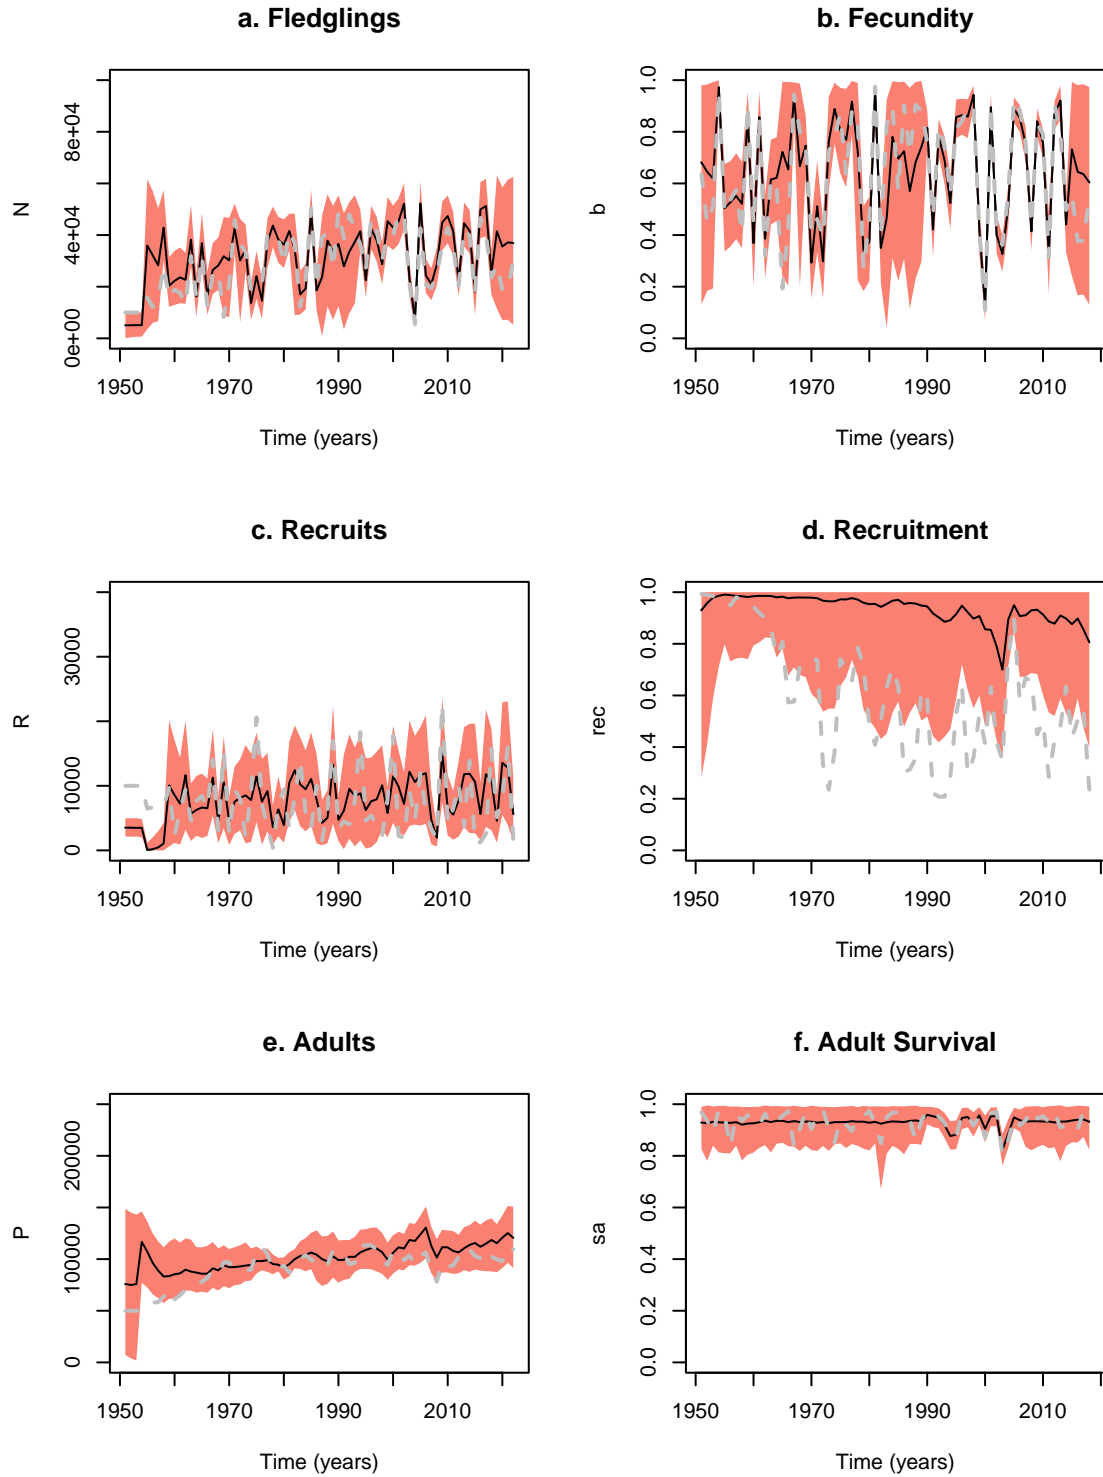 a. Fledglings
N
8e+04
4e+04
0e+00
1950 1970 1990 2010
Time (years)
b. Fecundity
b
1.0
0.8
0.6
0.4
0.2
0.0
1950 1970 1990 2010
Time (years)
c. Recruits
R
30000
10000
0
1950 1970 1990 2010
Time (years)
d. Recruitment
rec
1.0
0.8
0.6
0.4
0.2
0.0
1950 1970 1990 2010
Time (years)
e. Adults
P
200000
100000
0
1950 1970 1990 2010
Time (years)
f. Adult Survival
sa
1.0
0.8
0.6
0.4
0.2
0.0
1950 1970 1990 2010
Time (years)